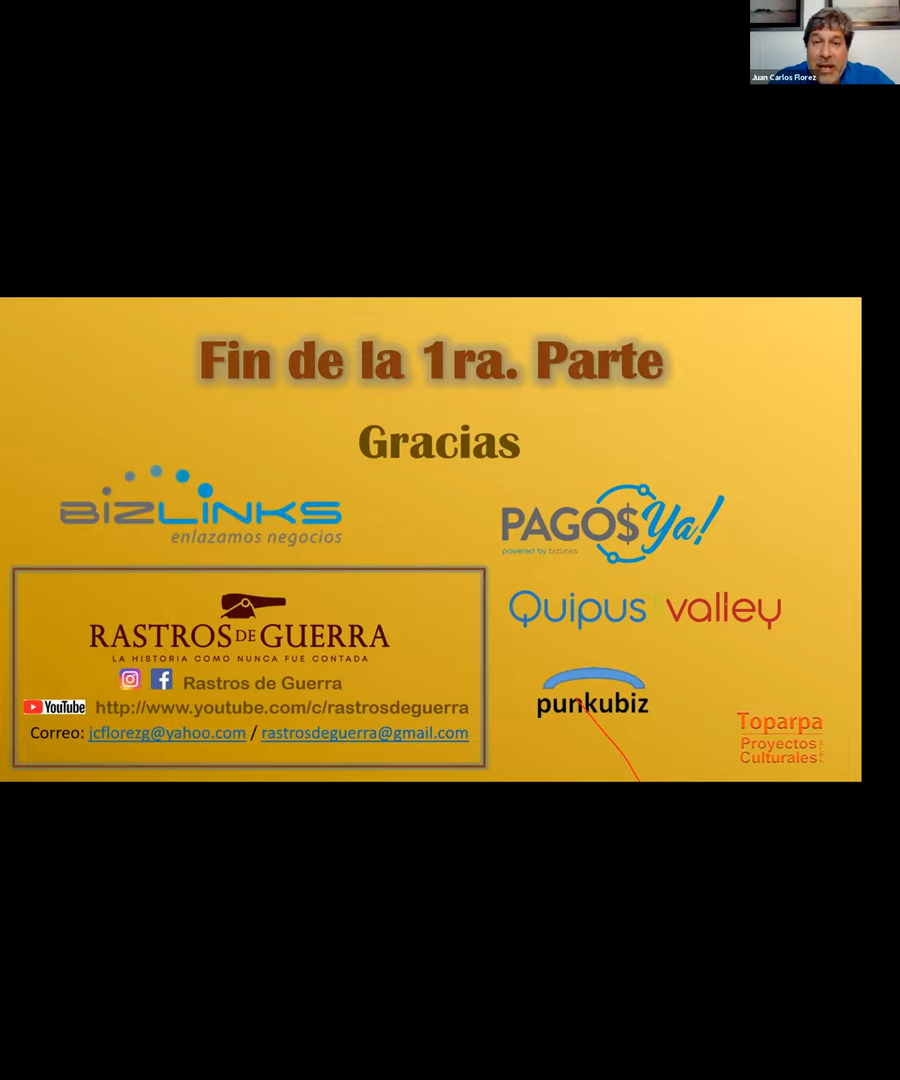 Juan Carlos Florez
Fin de la 1ra. Parte
Gracias
BIZLINKS
enlazamos negocios
PAGO$Ya!
powered by bizlinks
RASTROS DE GUERRA
LA HISTORIA COMO NUNCA FUE CONTADA
Rastros de Guerra
YouTube http://www.youtube.com/c/rastrosdeguerra
Correo: jcflorezg@yahoo.com / rastrosdeguerra@gmail.com
Quipus valley
punkubiz
Toparpa
Proyectos
Culturales